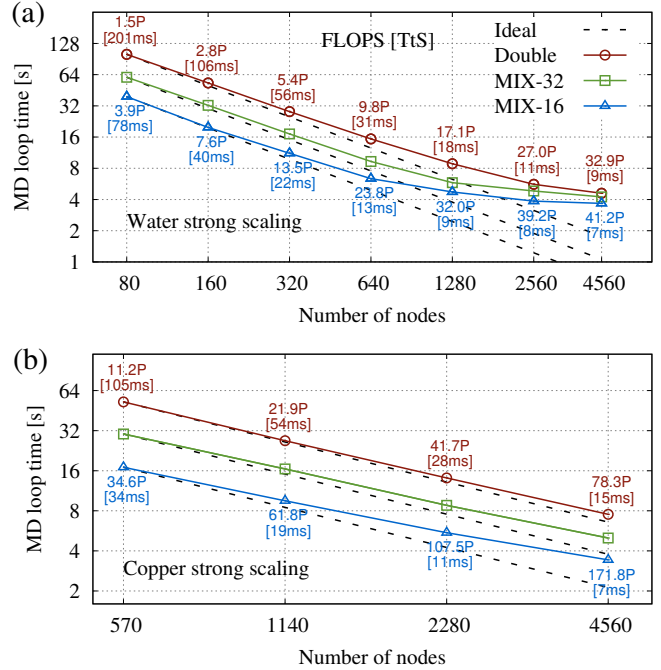 (a)
FLOPS [TtS]
Ideal
Double
MIX-32
MIX-16
MD loop time [s]
128
64
32
16
8
4
2
1
1.5P
[201ms]
2.8P
[106ms]
5.4P
[56ms]
9.8P
[31ms]
17.1P
[18ms]
27.0P
[11ms]
32.9P
[9ms]
3.9P
[78ms]
7.6P
[40ms]
13.5P
[22ms]
23.8P
[13ms]
32.0P
[9ms]
39.2P
[8ms]
41.2P
[7ms]
Water strong scaling
80 160 320 640 1280 2560 4560
Number of nodes
(b)
MD loop time [s]
64
32
16
8
4
2
11.2P
[105ms]
21.9P
[54ms]
41.7P
[28ms]
78.3P
[15ms]
34.6P
[34ms]
61.8P
[19ms]
107.5P
[11ms]
171.8P
[7ms]
Copper strong scaling
570 1140 2280 4560
Number of nodes